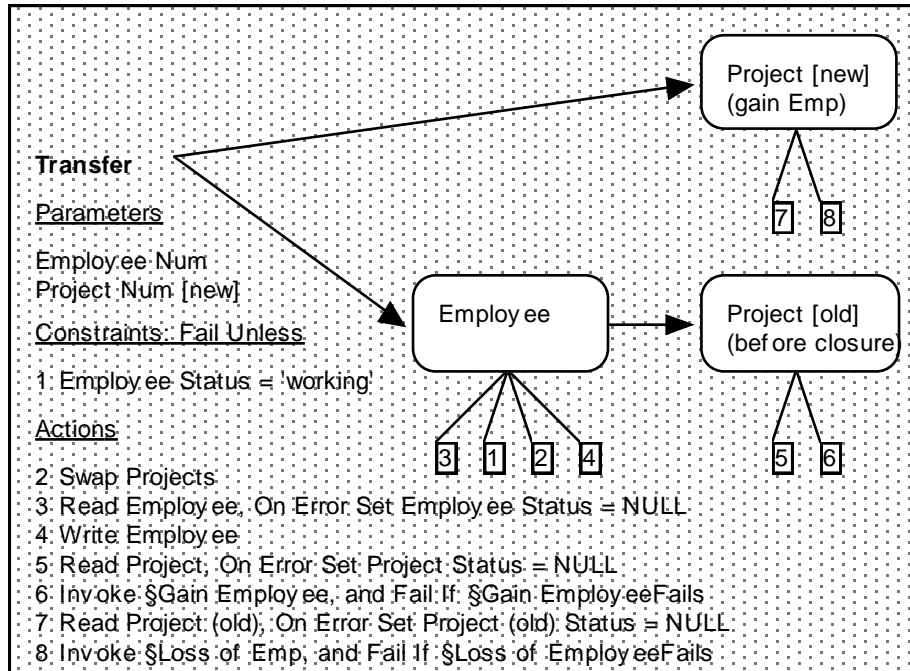 Project [new]
(gain Emp)
Transfer
Parameters
7 8
Employee Num
Project Num [new]
Employee
Project [old]
(before closure)
Constraints: Fail Unless
1 Employee Status = 'working'
Actions
3 1 2 4
5 6
2 Swap Projects
3 Read Employee, On Error Set Employee Status = NULL
4 Write Employee
5 Read Project, On Error Set Project Status = NULL
6 Invoke §Gain Employee, and Fail If §Gain EmployeeFails
7 Read Project (old), On Error Set Project (old) Status = NULL
8 Invoke §Loss of Emp, and Fail If §Loss of EmployeeFails